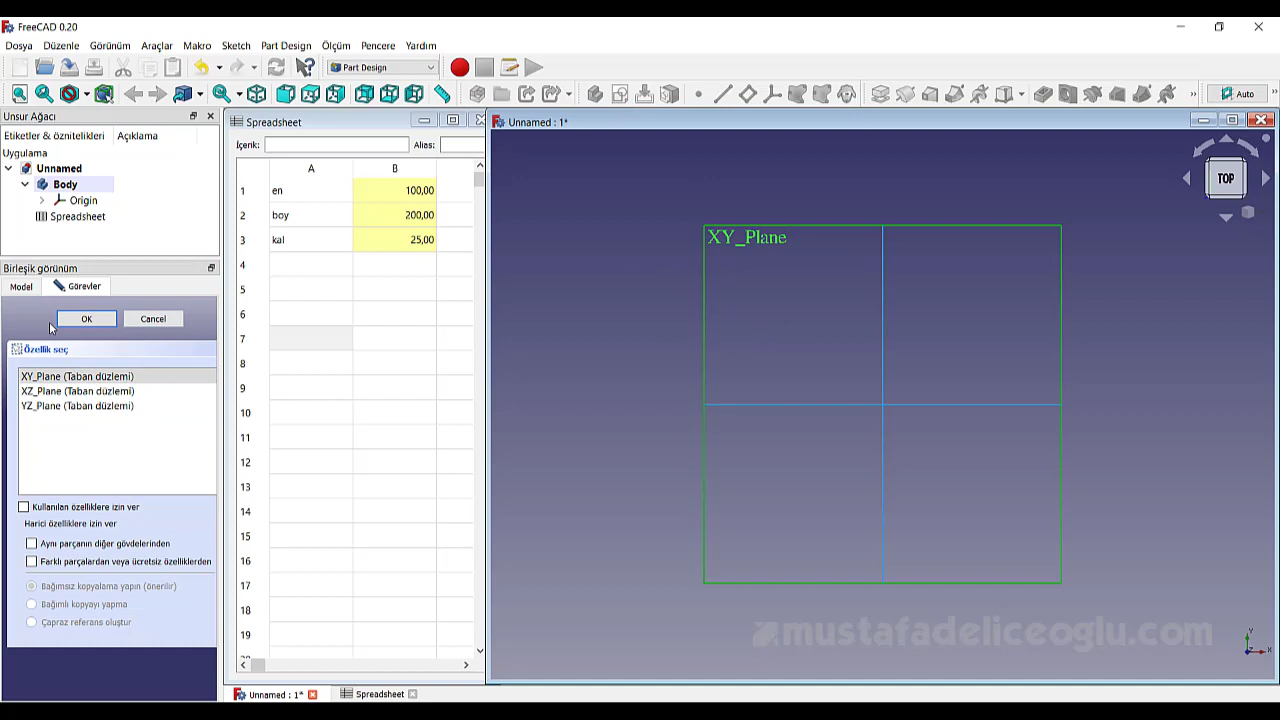 FreeCAD 0.20
Dosya Düzenle Görünüm Araçlar Makro Sketch Part Design Ölçüm Pencere Yardım
Part Design
Auto
Unsur Ağacı
Etiketler & öznitelikleri Açıklama
Uygulama
Unnamed
Body
Origin
Spreadsheet
Birleşik görünüm
Model Görevler
OK Cancel
Özellik seç
XY_Plane (Taban düzlemi)
XZ_Plane (Taban düzlemi)
YZ_Plane (Taban düzlemi)
Kullanılan özelliklere izin ver
Harici özelliklere izin ver
Aynı parçanın diğer gövdelerinden
Farklı parçalardan veya ücretsiz özelliklerden
Bağımsız kopyalama yapın (önerilir)
Bağımlı kopyayı yapma
Çapraz referans oluştur
Spreadsheet
İçerik: Alias:
A B
1 en 100,00
2 boy 200,00
3 kal 25,00
4
5
6
7
8
9
10
11
12
13
14
15
16
17
18
19
Unnamed : 1*
TOP
XY_Plane
mustafadeliceoglu.com
Y
X
Unnamed : 1* Spreadsheet